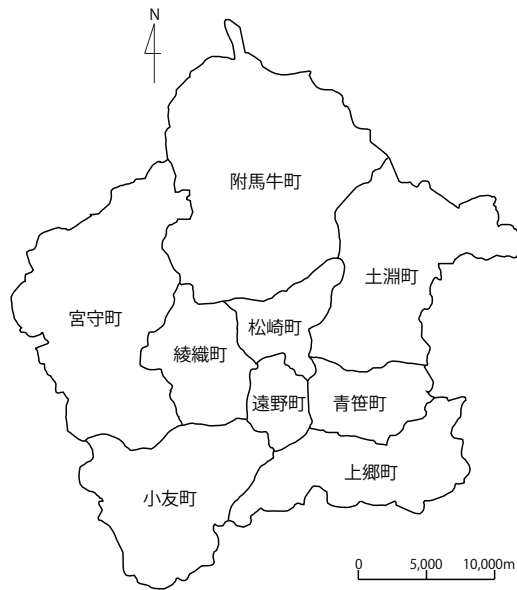 N
附馬牛町
土淵町
宮守町
松崎町
綾織町
遠野町
青笹町
上郷町
小友町
0 5,000 10,000m